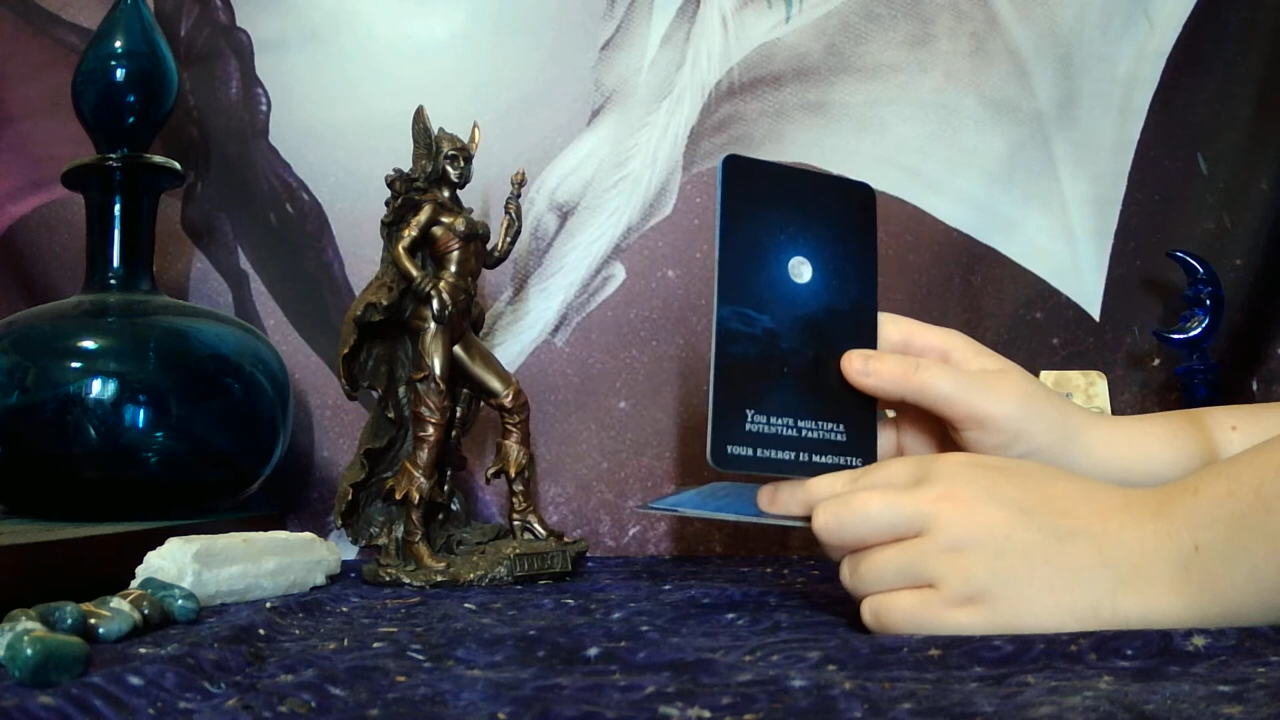 You have multiple
potential partners
your energy is magnetic